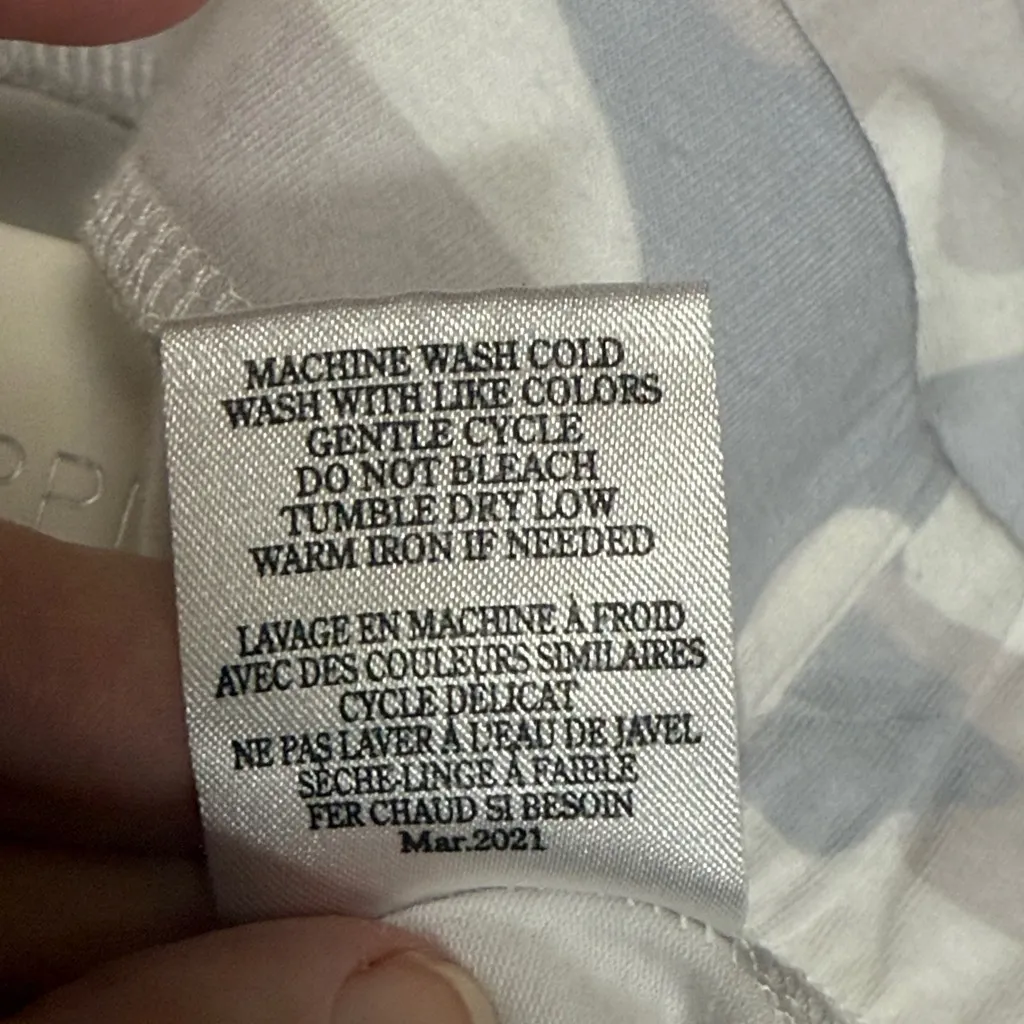 MACHINE WASH COLD
WASH WITH LIKE COLORS
GENTLE CYCLE
DO NOT BLEACH
TUMBLE DRY LOW
WARM IRON IF NEEDED
LAVAGE EN MACHINE À FROID
AVEC DES COULEURS SIMILAIRES
CYCLE DELICAT
NE PAS LAVER À L'EAU DE JAVEL
SÈCHE-LINGE À FAIBLE
FER CHAUD SI BESOIN
Mar.2021